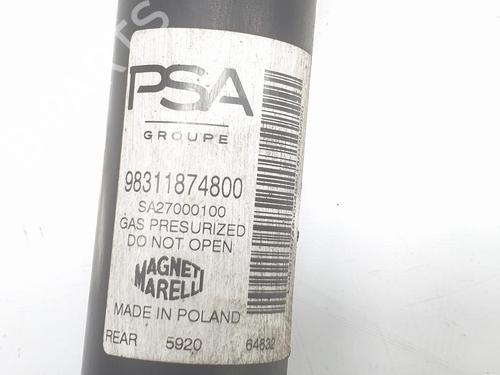 PSA
GROUPE
98311874800
SA27000100
GAS PRESURIZED
DO NOT OPEN
MAGNETI
MARELLI
MADE IN POLAND
REAR 5920 64832